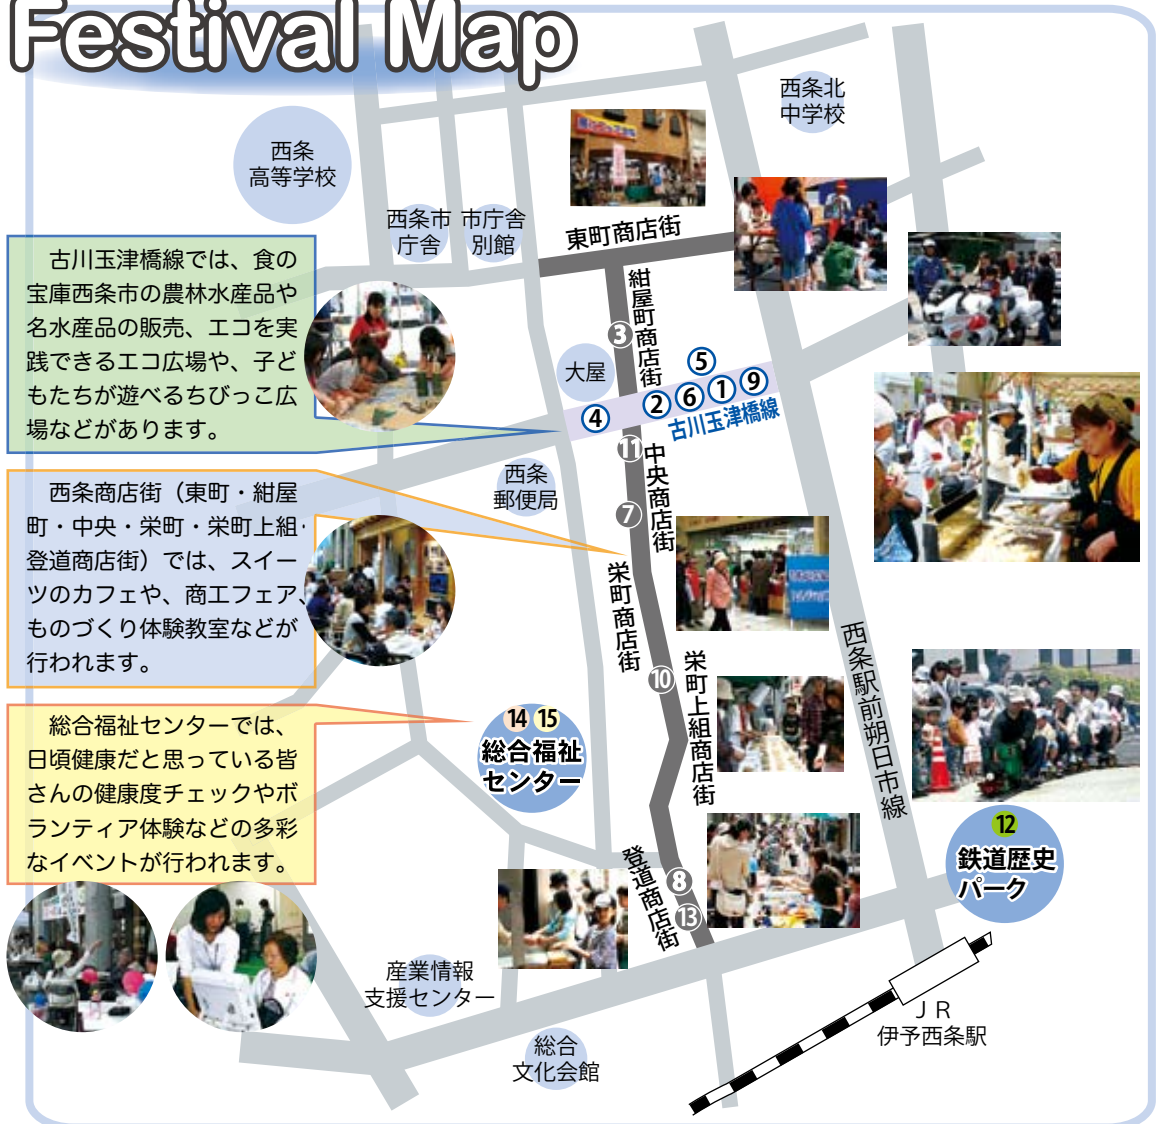 Festival Map
西条北
中学校
西条
高等学校
西条市
庁舎
市庁舎
別館
東町商店街
紺屋町商店街
古川玉津橋線では、食の
宝庫西条市の農林水産品や
名水産品の販売、エコを実
践できるエコ広場や、子ど
もたちが遊べるちびっこ広
場などがあります。
③
大屋
⑤
④
② ⑥ ① ⑨
古川玉津橋線
⑪
中央商店街
西条
郵便局
⑦
西条商店街（東町・紺屋
町・中央・栄町・栄町上組・
登道商店街）では、スイー
ツのカフェや、商工フェア、
ものづくり体験教室などが
行われます。
栄町商店街
⑩
栄町上組商店街
西条駅前朔日市線
総合福祉センターでは、
日頃健康だと思っている皆
さんの健康度チェックやボ
ランティア体験などの多彩
なイベントが行われます。
14 15
総合福祉
センター
12
鉄道歴史
パーク
登道商店街
⑧
⑬
産業情報
支援センター
総合
文化会館
ＪＲ
伊予西条駅